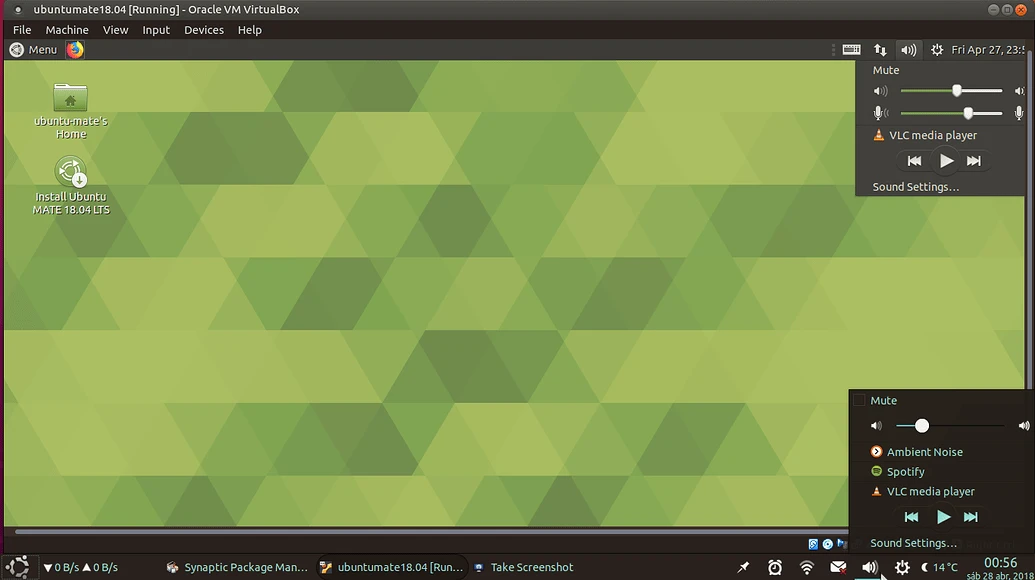 ubuntumate18.04 [Running] - Oracle VM VirtualBox
File Machine View Input Devices Help
Menu
Fri Apr 27, 23:
Mute
VLC media player
Sound Settings...
ubuntu-mate's
Home
Install Ubuntu
MATE 18.04 LTS
Mute
Ambient Noise
Spotify
VLC media player
Sound Settings...
0 B/s 0 B/s
Synaptic Package Man...
ubuntumate18.04 [Run...
Take Screenshot
14°C
00:56
sáb 28 abr, 2018